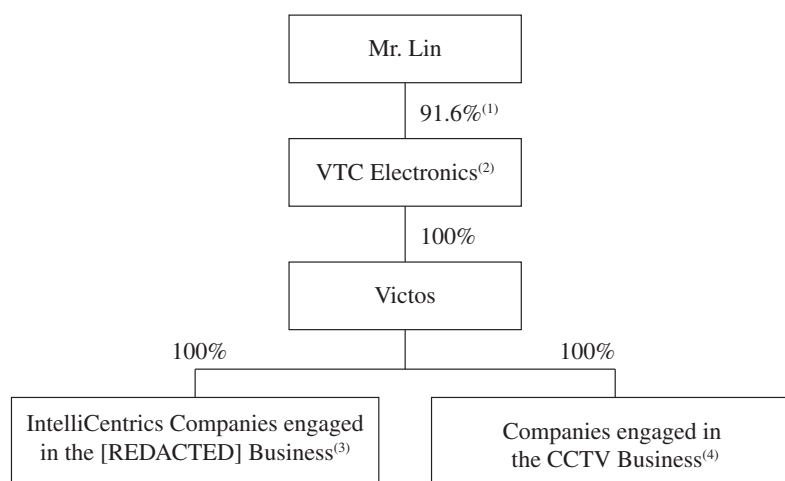 Mr. Lin
91.6%(1)
VTC Electronics(2)
100%
Victos
100%
100%
IntelliCentrics Companies engaged
in the [REDACTED] Business(3)
Companies engaged in
the CCTV Business(4)